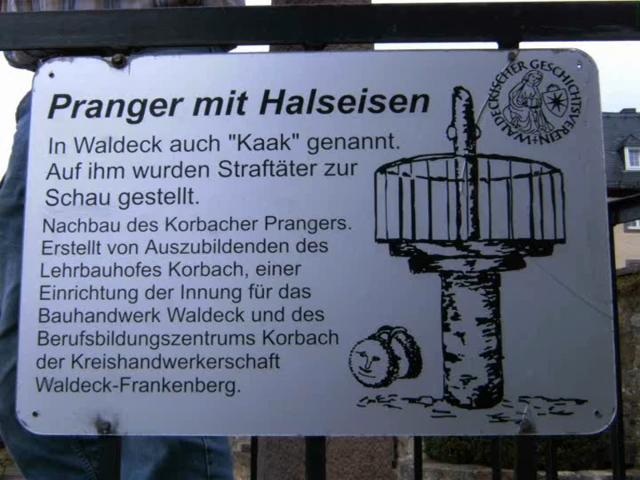 Pranger mit Halseisen
WALDECKISCHER GESCHICHTSVEREIN
In Waldeck auch "Kaak" genannt.
Auf ihm wurden Straftäter zur
Schau gestellt.
Nachbau des Korbacher Prangers.
Erstellt von Auszubildenden des
Lehrbauhofes Korbach, einer
Einrichtung der Innung für das
Bauhandwerk Waldeck und des
Berufsbildungszentrums Korbach
der Kreishandwerkerschaft
Waldeck-Frankenberg.